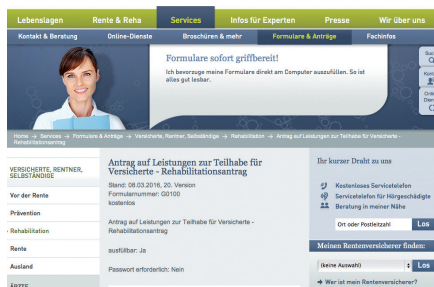 Lebenslagen Rente & Reha Services Infos für Experten Presse Wir über uns
Kontakt & Beratung Online-Dienste Broschüren & mehr Formulare & Anträge Fachinfos
Formulare sofort griffbereit!
Ich bevorzuge meine Formulare direkt am Computer auszufüllen. So ist
alles gut lesbar.
Home → Services → Formulare & Anträge → Versicherte, Rentner, Selbständige → Rehabilitation → Antrag auf Leistungen zur Teilhabe für Versicherte -
Rehabilitationsantrag
VERSICHERTE, RENTNER,
SELBSTÄNDIGE
Vor der Rente
Prävention
Rehabilitation
Rente
Ausland
ÄRZTE
Antrag auf Leistungen zur Teilhabe für
Versicherte - Rehabilitationsantrag
Stand: 08.03.2016, 20. Version
Formularnummer: G0100
kostenlos
Antrag auf Leistungen zur Teilhabe für Versicherte -
Rehabilitationsantrag
ausfüllbar: Ja
Passwort erforderlich: Nein
Ihr kurzer Draht zu uns
Kostenloses Servicetelefon
Servicetelefon für Hörgeschädigte
Beratung in meiner Nähe
Ort oder Postleitzahl Los
Meinen Rentenversicherer finden:
(keine Auswahl) Los
→ Wer ist mein Rentenversicherer?